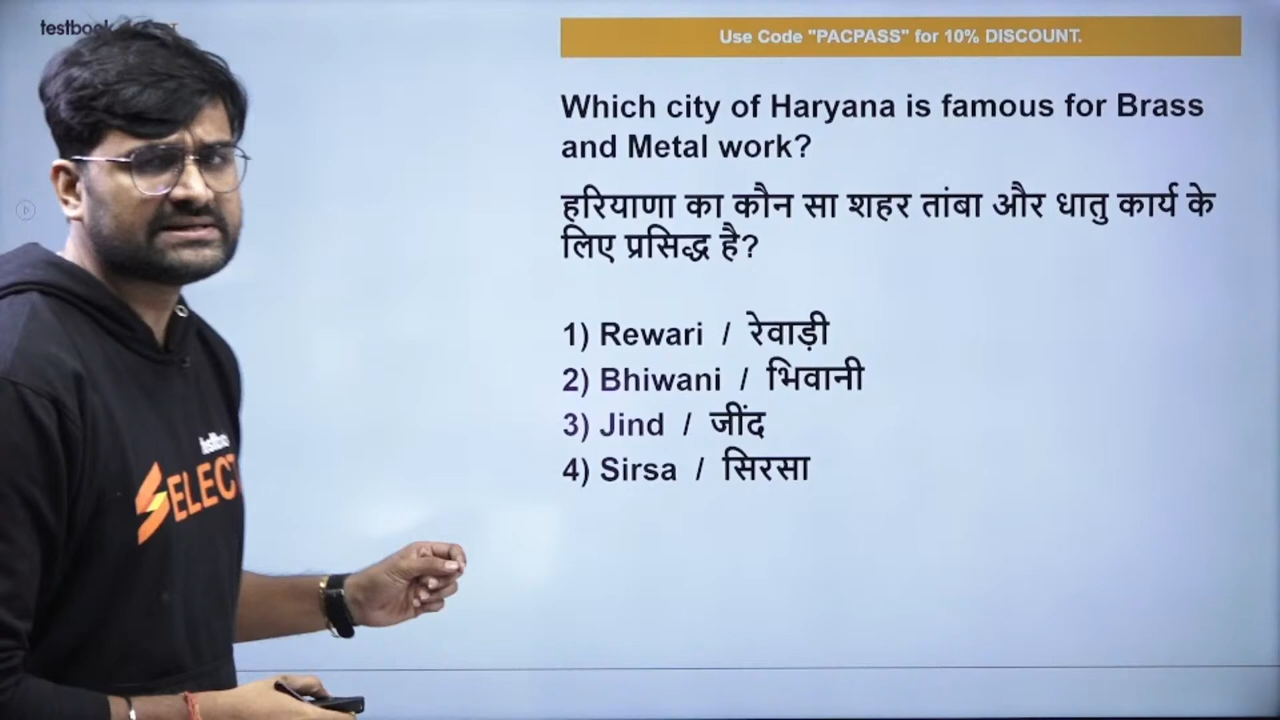 testbook
Use Code "PACPASS" for 10% DISCOUNT.
Which city of Haryana is famous for Brass
and Metal work?
हरियाणा का कौन सा शहर तांबा और धातु कार्य के
लिए प्रसिद्ध है?
1) Rewari / रेवाड़ी
2) Bhiwani / भिवानी
3) Jind / जींद
4) Sirsa / सिरसा
SELECT